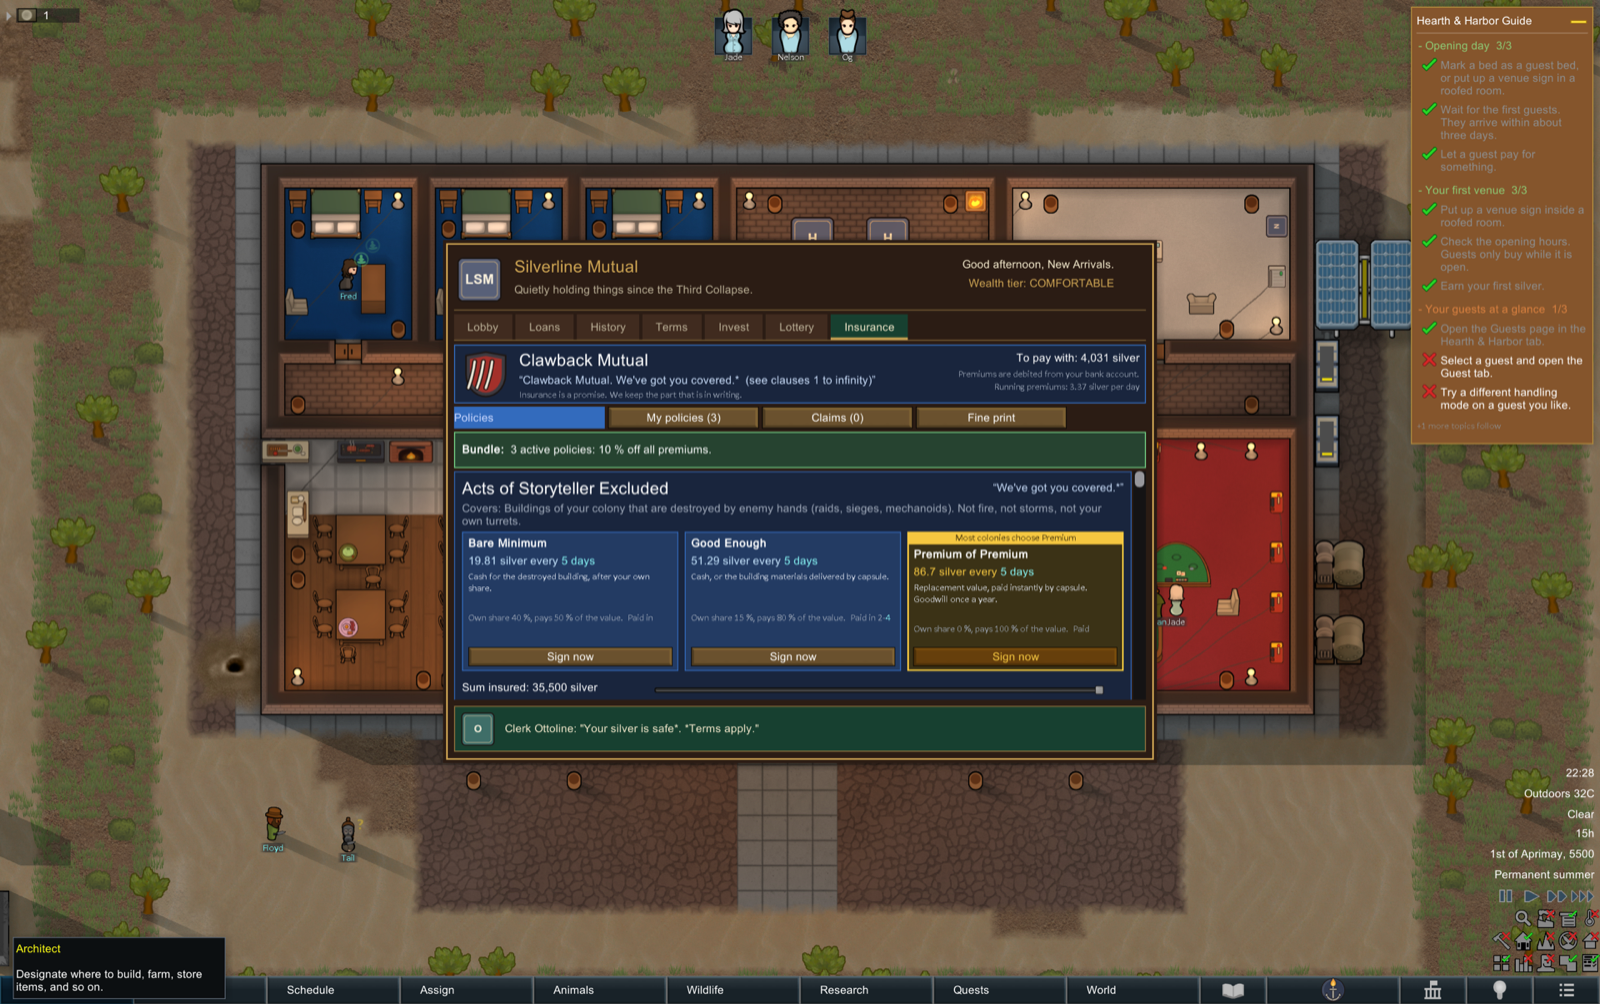 1
Jade
Nelson
Og
Hearth & Harbor Guide
- Opening day 3/3
Mark a bed as a guest bed,
or put up a venue sign in a
roofed room.
Wait for the first guests.
They arrive within about
three days.
Let a guest pay for
something.
- Your first venue 3/3
Put up a venue sign inside a
roofed room.
Check the opening hours.
Guests only buy while it is
open.
Earn your first silver.
- Your guests at a glance 1/3
Open the Guests page in the
Hearth & Harbor tab.
Select a guest and open the
Guest tab.
Try a different handling
mode on a guest you like.
+1 more topics follow
H
H
z
Fred
LSM
Silverline Mutual
Quietly holding things since the Third Collapse.
Good afternoon, New Arrivals.
Wealth tier: COMFORTABLE
Lobby
Loans
History
Terms
Invest
Lottery
Insurance
Clawback Mutual
"Clawback Mutual. We've got you covered.* (see clauses 1 to infinity)"
Insurance is a promise. We keep the part that is in writing.
To pay with: 4,031 silver
Premiums are debited from your bank account.
Running premiums: 3.37 silver per day
Policies
My policies (3)
Claims (0)
Fine print
Bundle: 3 active policies: 10 % off all premiums.
Acts of Storyteller Excluded
"We've got you covered.*"
Covers: Buildings of your colony that are destroyed by enemy hands (raids, sieges, mechanoids). Not fire, not storms, not your
own turrets.
Bare Minimum
19.81 silver every 5 days
Cash for the destroyed building, after your own
share.
Own share 40 %, pays 50 % of the value. Paid in
Sign now
Good Enough
51.29 silver every 5 days
Cash, or the building materials delivered by capsule.
Own share 15 %, pays 80 % of the value. Paid in 2-4
Sign now
Most colonies choose Premium
Premium of Premium
86.7 silver every 5 days
Replacement value, paid instantly by capsule.
Goodwill once a year.
Own share 0 %, pays 100 % of the value. Paid
Sign now
Sum insured: 35,500 silver
O
Clerk Ottoline: "Your silver is safe*. *Terms apply."
anJade
Royd
Tail
22:28
Outdoors 32C
Clear
15h
1st of Aprimay, 5500
Permanent summer
Architect
Designate where to build, farm, store
items, and so on.
Schedule
Assign
Animals
Wildlife
Research
Quests
World